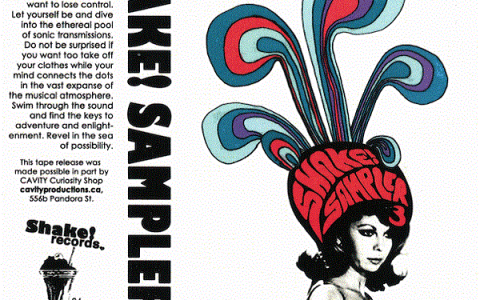 want to lose control.
Let yourself be and dive
into the ethereal pool
of sonic transmissions.
Do not be surprised if
you want too take off
your clothes while your
mind connects the dots
in the vast expanse of
the musical atmosphere.
Swim through the sound
and find the keys to
adventure and enlight-
enment. Revel in the sea
of possibility.
This tape release was
made possible in part by
CAVITY Curiosity Shop
cavityproductions.ca,
556b Pandora St.
Shake!
records
AKE! SAMPLER
SHAKE!
SAMPLER
3